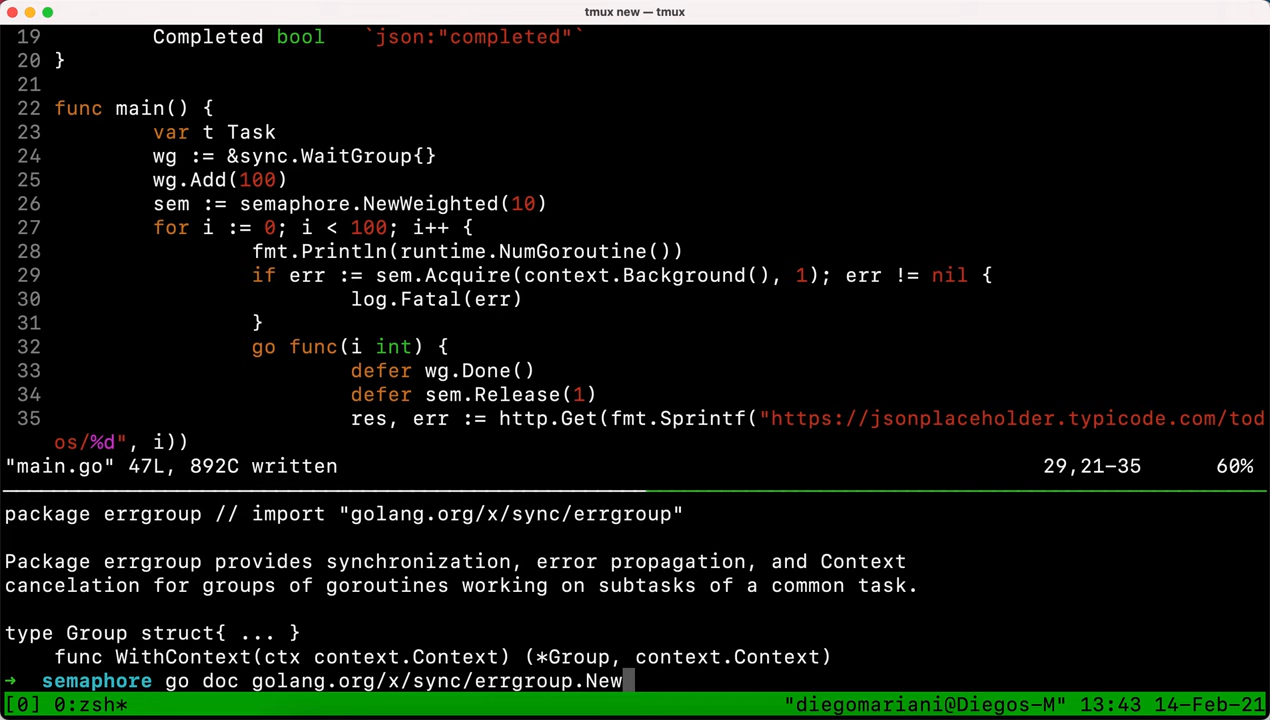 tmux new — tmux
19 Completed bool `json:"completed"`
20 }
21
22 func main() {
23 var t Task
24 wg := &sync.WaitGroup{}
25 wg.Add(100)
26 sem := semaphore.NewWeighted(10)
27 for i := 0; i < 100; i++ {
28 fmt.Println(runtime.NumGoroutine())
29 if err := sem.Acquire(context.Background(), 1); err != nil {
30 log.Fatal(err)
31 }
32 go func(i int) {
33 defer wg.Done()
34 defer sem.Release(1)
35 res, err := http.Get(fmt.Sprintf("https://jsonplaceholder.typicode.com/tod
os/%d", i))
"main.go" 47L, 892C written 29,21-35 60%
package errgroup // import "golang.org/x/sync/errgroup"
Package errgroup provides synchronization, error propagation, and Context
cancelation for groups of goroutines working on subtasks of a common task.
type Group struct{ ... }
func WithContext(ctx context.Context) (*Group, context.Context)
→ semaphore go doc golang.org/x/sync/errgroup.New
[0] 0:zsh* "diegomariani@Diegos-M" 13:43 14-Feb-21